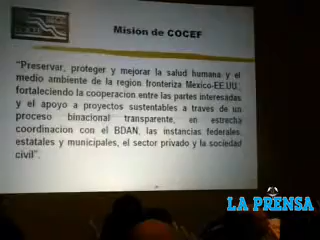 Misión de COCEF
"Preservar, proteger y mejorar la salud humana y el
medio ambiente de la region fronteriza Mexico-EE.UU.,
fortaleciendo la cooperacion entre las partes interesadas
y el apoyo a proyectos sustentables a través de un
proceso binacional transparente, en estrecha
coordinacion con el BDAN, las instancias federales,
estatales y municipales, el sector privado y la sociedad
civil".
LA PRENSA